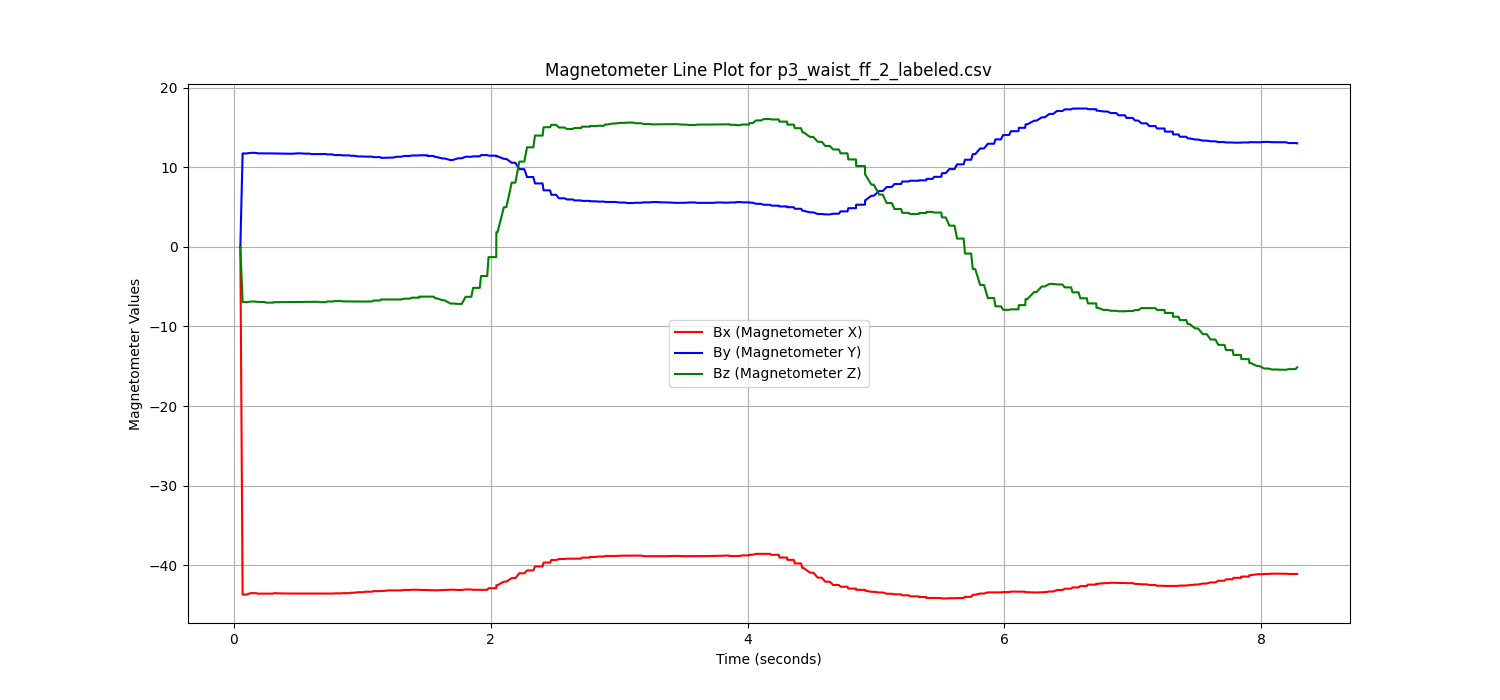 Magnetometer Line Plot for p3_waist_ff_2_labeled.csv
20
10
0
−10
−20
−30
−40
Magnetometer Values
Bx (Magnetometer X)
By (Magnetometer Y)
Bz (Magnetometer Z)
0 2 4 6 8
Time (seconds)